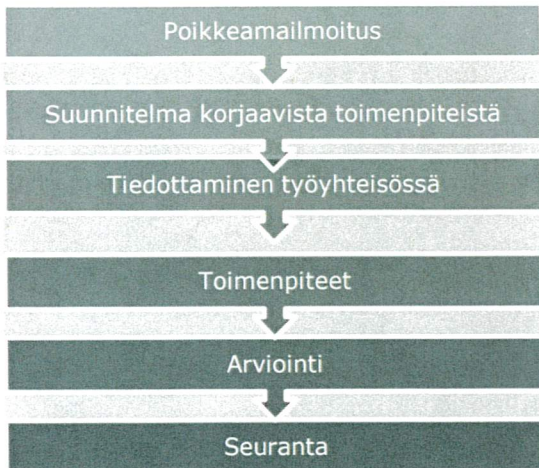 Poikkeamailmoitus
Suunnitelma korjaavista toimenpiteistä
Tiedottaminen työyhteisössä
Toimenpiteet
Arviointi
Seuranta